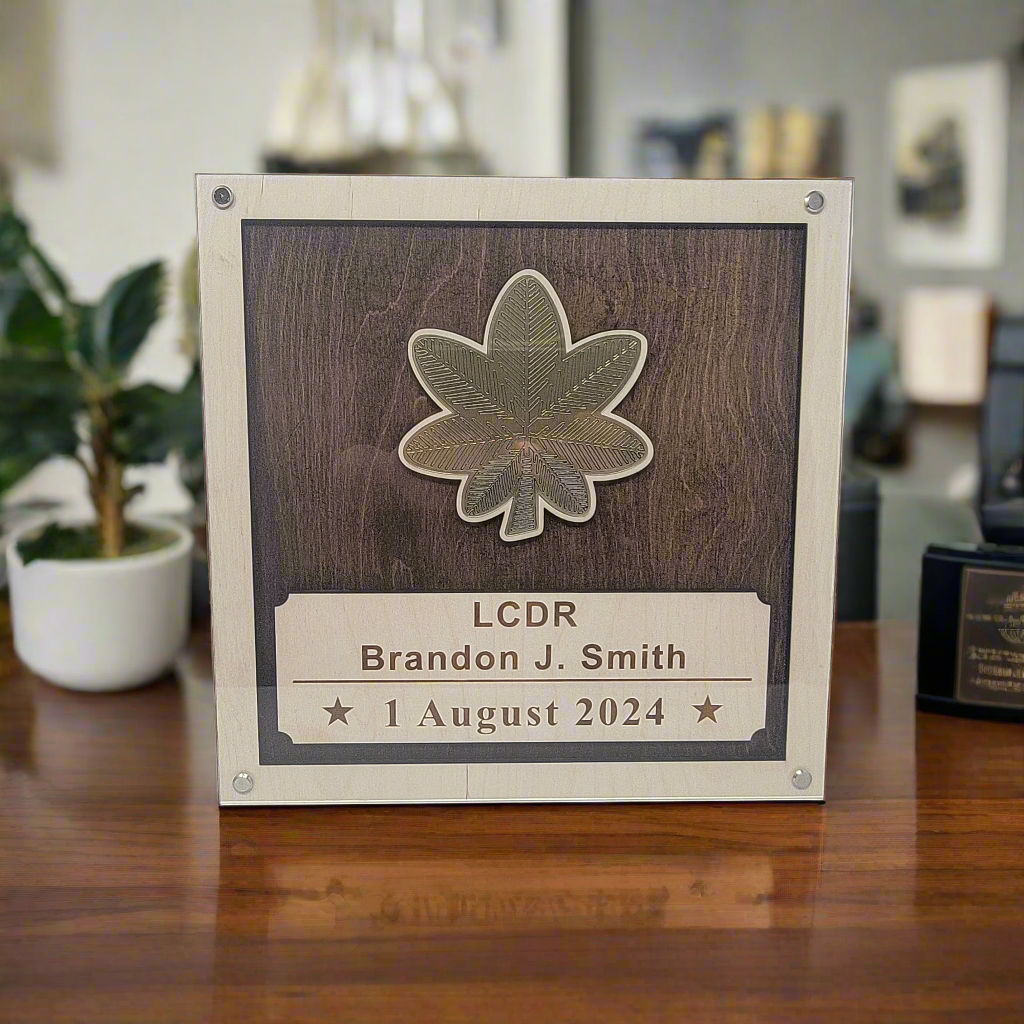 LCDR
Brandon J. Smith
★ 1 August 2024 ★